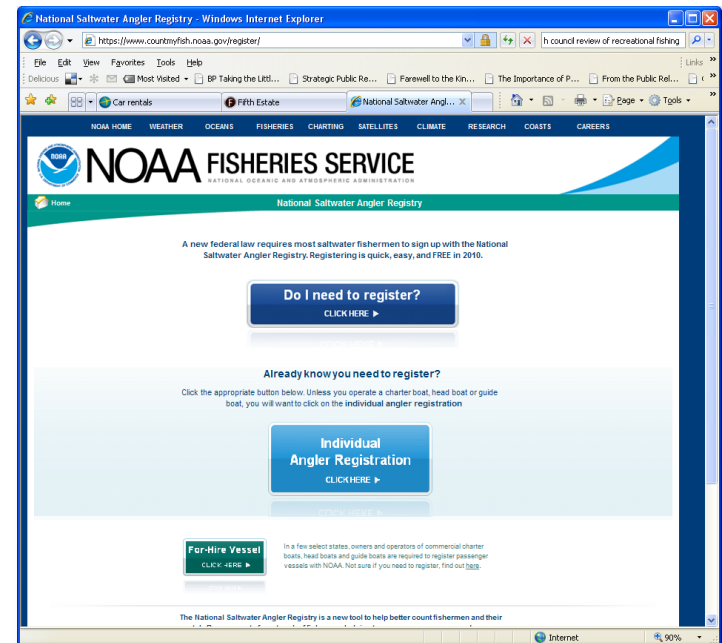 National Saltwater Angler Registry - Windows Internet Explorer
https://www.countmyfish.noaa.gov/register/
h council review of recreational fishing
File Edit View Favorites Tools Help
Links »
Delicious
Most Visited
BP Taking the Littl...
Strategic Public Re...
Farewell to the Kin...
The Importance of P...
From the Public Rel...
Car rentals
Fifth Estate
National Saltwater Angl... X
Page
Tools
NOAA HOME WEATHER OCEANS FISHERIES CHARTING SATELLITES CLIMATE RESEARCH COASTS CAREERS
NOAA
NOAA FISHERIES SERVICE
NATIONAL OCEANIC AND ATMOSPHERIC ADMINISTRATION
Home
National Saltwater Angler Registry
A new federal law requires most saltwater fishermen to sign up with the National
Saltwater Angler Registry. Registering is quick, easy, and FREE in 2010.
Do I need to register?
CLICK HERE ►
Already know you need to register?
Click the appropriate button below. Unless you operate a charter boat, head boat or guide
boat, you will want to click on the individual angler registration
Individual
Angler Registration
CLICK HERE ►
For-Hire Vessel
CLICK HERE ►
In a few select states, owners and operators of commercial charter
boats, head boats and guide boats are required to register passenger
vessels with NOAA. Not sure if you need to register, find out here.
The National Saltwater Angler Registry is a new tool to help better count fishermen and their
Internet
90%